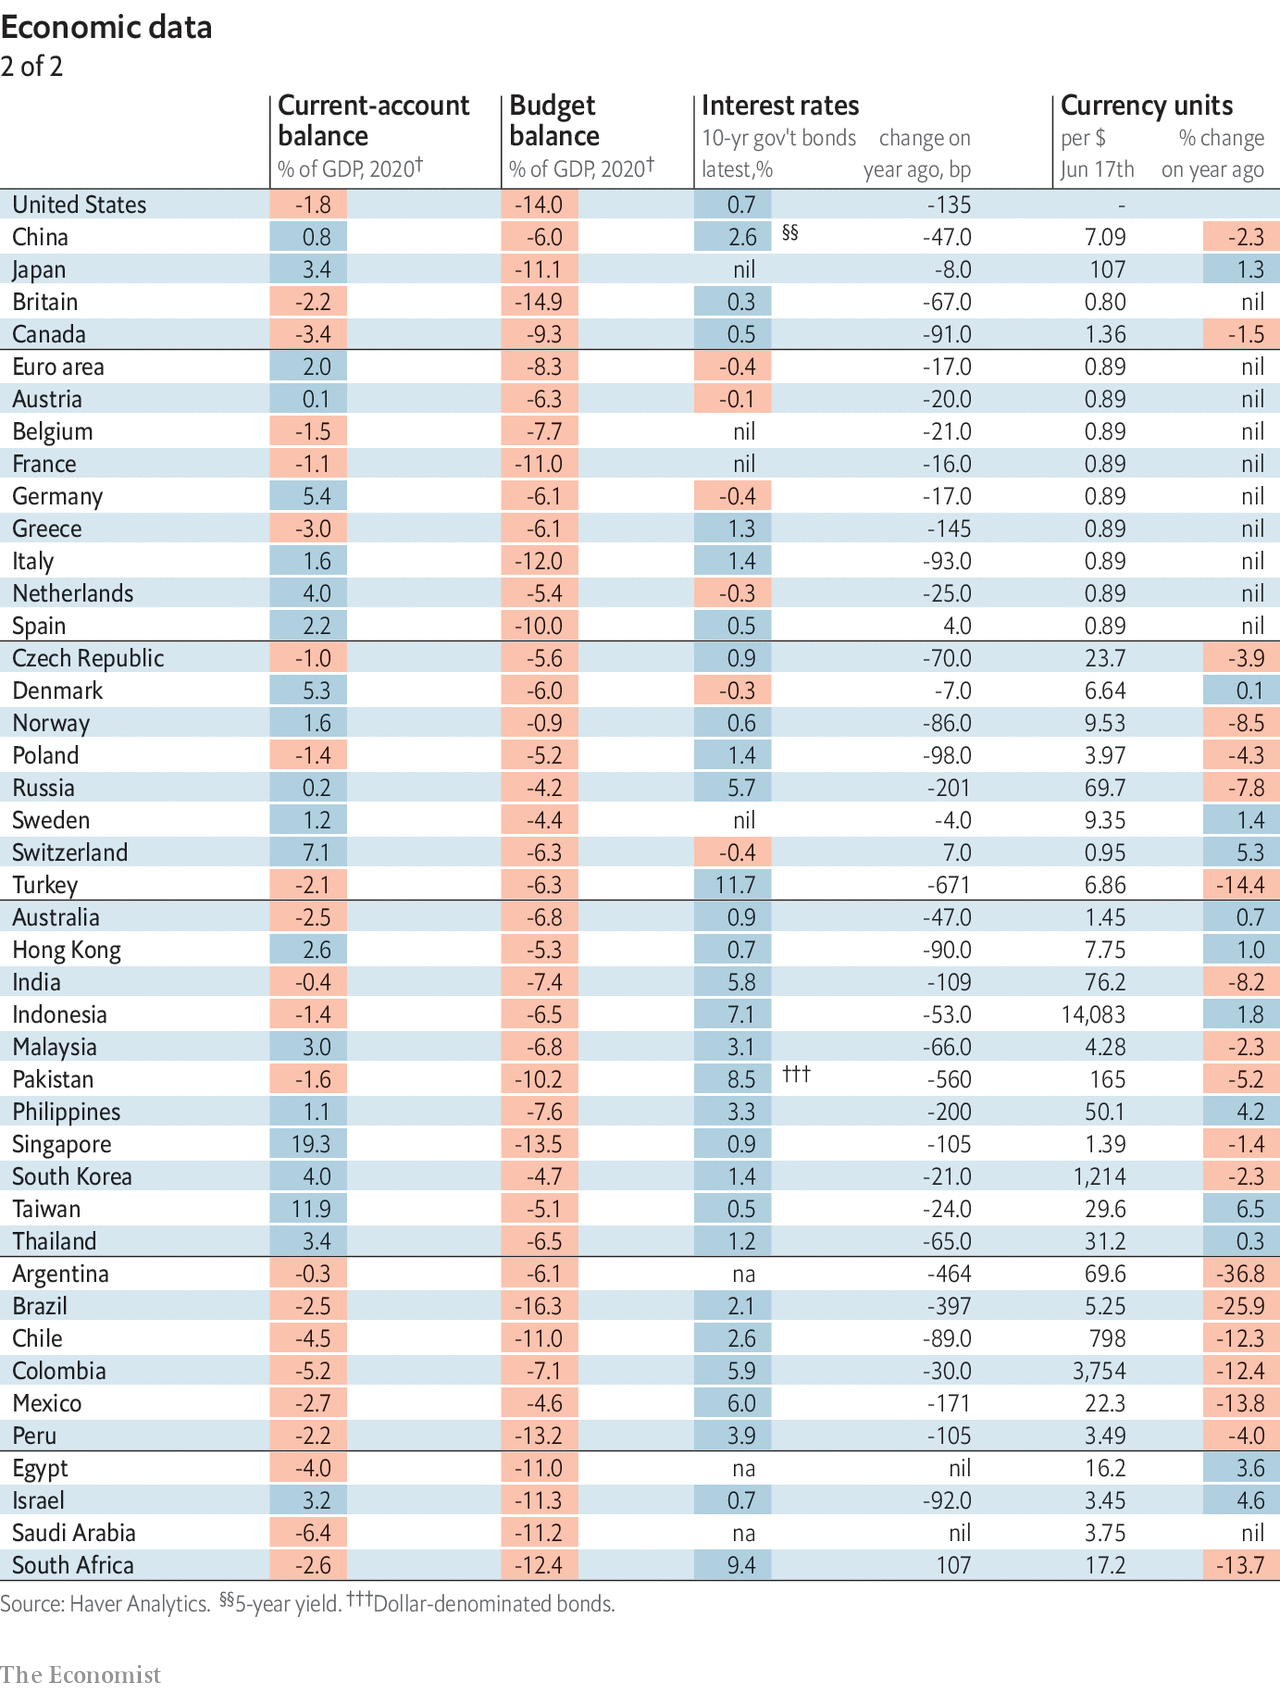 Economic data
2 of 2
Current-account balance % of GDP, 2020† Budget balance % of GDP, 2020† Interest rates 10-yr gov't bonds latest,% change on year ago, bp Currency units per $ Jun 17th % change on year ago
United States -1.8 -14.0 0.7 -135 -
China 0.8 -6.0 2.6 §§ -47.0 7.09 -2.3
Japan 3.4 -11.1 nil -8.0 107 1.3
Britain -2.2 -14.9 0.3 -67.0 0.80 nil
Canada -3.4 -9.3 0.5 -91.0 1.36 -1.5
Euro area 2.0 -8.3 -0.4 -17.0 0.89 nil
Austria 0.1 -6.3 -0.1 -20.0 0.89 nil
Belgium -1.5 -7.7 nil -21.0 0.89 nil
France -1.1 -11.0 nil -16.0 0.89 nil
Germany 5.4 -6.1 -0.4 -17.0 0.89 nil
Greece -3.0 -6.1 1.3 -145 0.89 nil
Italy 1.6 -12.0 1.4 -93.0 0.89 nil
Netherlands 4.0 -5.4 -0.3 -25.0 0.89 nil
Spain 2.2 -10.0 0.5 4.0 0.89 nil
Czech Republic -1.0 -5.6 0.9 -70.0 23.7 -3.9
Denmark 5.3 -6.0 -0.3 -7.0 6.64 0.1
Norway 1.6 -0.9 0.6 -86.0 9.53 -8.5
Poland -1.4 -5.2 1.4 -98.0 3.97 -4.3
Russia 0.2 -4.2 5.7 -201 69.7 -7.8
Sweden 1.2 -4.4 nil -4.0 9.35 1.4
Switzerland 7.1 -6.3 -0.4 7.0 0.95 5.3
Turkey -2.1 -6.3 11.7 -671 6.86 -14.4
Australia -2.5 -6.8 0.9 -47.0 1.45 0.7
Hong Kong 2.6 -5.3 0.7 -90.0 7.75 1.0
India -0.4 -7.4 5.8 -109 76.2 -8.2
Indonesia -1.4 -6.5 7.1 -53.0 14,083 1.8
Malaysia 3.0 -6.8 3.1 -66.0 4.28 -2.3
Pakistan -1.6 -10.2 8.5 ††† -560 165 -5.2
Philippines 1.1 -7.6 3.3 -200 50.1 4.2
Singapore 19.3 -13.5 0.9 -105 1.39 -1.4
South Korea 4.0 -4.7 1.4 -21.0 1,214 -2.3
Taiwan 11.9 -5.1 0.5 -24.0 29.6 6.5
Thailand 3.4 -6.5 1.2 -65.0 31.2 0.3
Argentina -0.3 -6.1 na -464 69.6 -36.8
Brazil -2.5 -16.3 2.1 -397 5.25 -25.9
Chile -4.5 -11.0 2.6 -89.0 798 -12.3
Colombia -5.2 -7.1 5.9 -30.0 3,754 -12.4
Mexico -2.7 -4.6 6.0 -171 22.3 -13.8
Peru -2.2 -13.2 3.9 -105 3.49 -4.0
Egypt -4.0 -11.0 na nil 16.2 3.6
Israel 3.2 -11.3 0.7 -92.0 3.45 4.6
Saudi Arabia -6.4 -11.2 na nil 3.75 nil
South Africa -2.6 -12.4 9.4 107 17.2 -13.7
Source: Haver Analytics. §§5-year yield. †††Dollar-denominated bonds.
The Economist